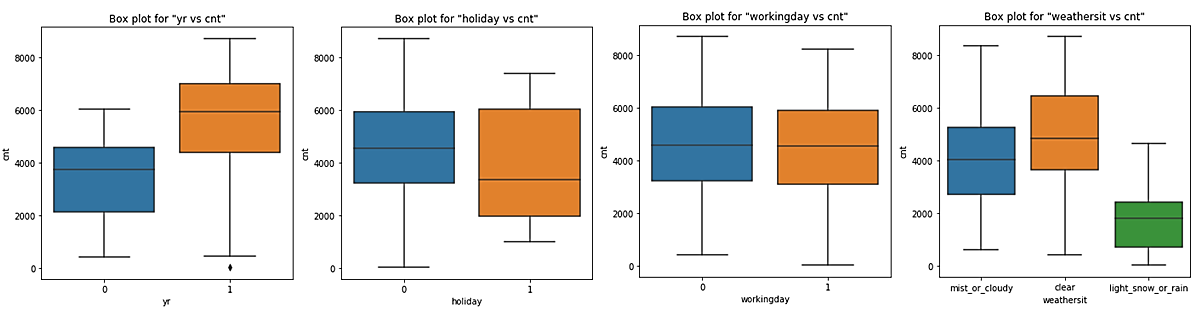 Box plot for "yr vs cnt"
8000
6000
4000
2000
0
cnt
0 1
yr
Box plot for "holiday vs cnt"
8000
6000
4000
2000
0
cnt
0 1
holiday
Box plot for "workingday vs cnt"
8000
6000
4000
2000
0
cnt
0 1
workingday
Box plot for "weathersit vs cnt"
8000
6000
4000
2000
0
cnt
mist_or_cloudy clear light_snow_or_rain
weathersit